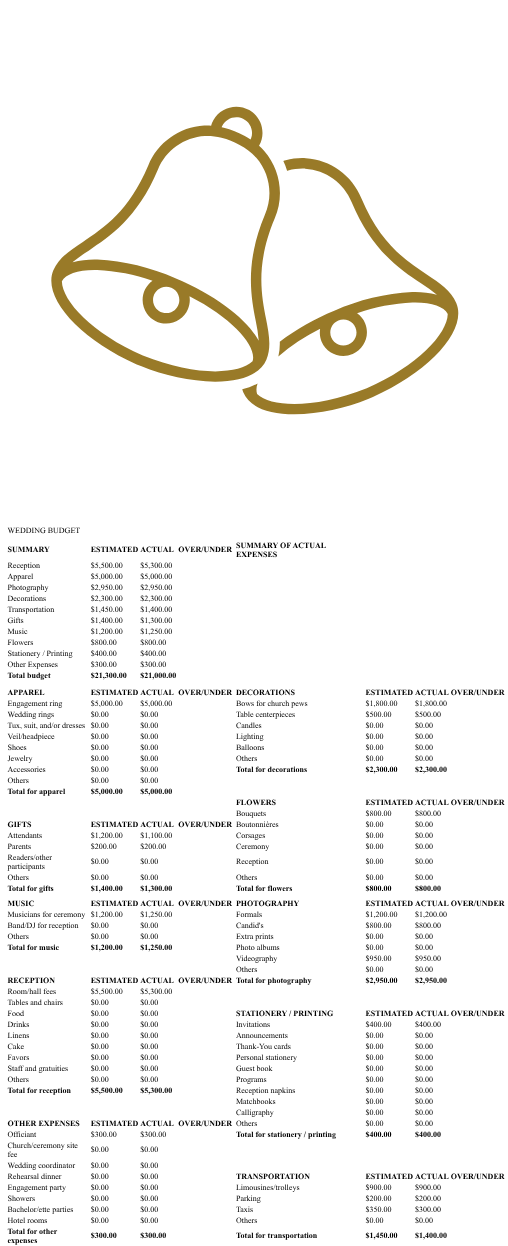 WEDDING BUDGET
SUMMARY ESTIMATED ACTUAL OVER/UNDER SUMMARY OF ACTUAL EXPENSES
Reception $5,500.00 $5,300.00
Apparel $5,000.00 $5,000.00
Photography $2,950.00 $2,950.00
Decorations $2,300.00 $2,300.00
Transportation $1,450.00 $1,400.00
Gifts $1,400.00 $1,300.00
Music $1,200.00 $1,250.00
Flowers $800.00 $800.00
Stationery / Printing $400.00 $400.00
Other Expenses $300.00 $300.00
Total budget $21,300.00 $21,000.00
APPAREL ESTIMATED ACTUAL OVER/UNDER DECORATIONS ESTIMATED ACTUAL OVER/UNDER
Engagement ring $5,000.00 $5,000.00 Bows for church pews $1,800.00 $1,800.00
Wedding rings $0.00 $0.00 Table centerpieces $500.00 $500.00
Tux, suit, and/or dresses $0.00 $0.00 Candles $0.00 $0.00
Veil/headpiece $0.00 $0.00 Lighting $0.00 $0.00
Shoes $0.00 $0.00 Balloons $0.00 $0.00
Jewelry $0.00 $0.00 Others $0.00 $0.00
Accessories $0.00 $0.00 Total for decorations $2,300.00 $2,300.00
Others $0.00 $0.00
Total for apparel $5,000.00 $5,000.00
FLOWERS ESTIMATED ACTUAL OVER/UNDER
Bouquets $800.00 $800.00
GIFTS ESTIMATED ACTUAL OVER/UNDER Boutonnières $0.00 $0.00
Attendants $1,200.00 $1,100.00 Corsages $0.00 $0.00
Parents $200.00 $200.00 Ceremony $0.00 $0.00
Readers/other participants $0.00 $0.00 Reception $0.00 $0.00
Others $0.00 $0.00 Others $0.00 $0.00
Total for gifts $1,400.00 $1,300.00 Total for flowers $800.00 $800.00
MUSIC ESTIMATED ACTUAL OVER/UNDER PHOTOGRAPHY ESTIMATED ACTUAL OVER/UNDER
Musicians for ceremony $1,200.00 $1,250.00 Formals $1,200.00 $1,200.00
Band/DJ for reception $0.00 $0.00 Candid's $800.00 $800.00
Others $0.00 $0.00 Extra prints $0.00 $0.00
Total for music $1,200.00 $1,250.00 Photo albums $0.00 $0.00
Videography $950.00 $950.00
Others $0.00 $0.00
RECEPTION ESTIMATED ACTUAL OVER/UNDER Total for photography $2,950.00 $2,950.00
Room/hall fees $5,500.00 $5,300.00
Tables and chairs $0.00 $0.00
Food $0.00 $0.00 STATIONERY / PRINTING ESTIMATED ACTUAL OVER/UNDER
Drinks $0.00 $0.00 Invitations $400.00 $400.00
Linens $0.00 $0.00 Announcements $0.00 $0.00
Cake $0.00 $0.00 Thank-You cards $0.00 $0.00
Favors $0.00 $0.00 Personal stationery $0.00 $0.00
Staff and gratuities $0.00 $0.00 Guest book $0.00 $0.00
Others $0.00 $0.00 Programs $0.00 $0.00
Total for reception $5,500.00 $5,300.00 Reception napkins $0.00 $0.00
Matchbooks $0.00 $0.00
Calligraphy $0.00 $0.00
OTHER EXPENSES ESTIMATED ACTUAL OVER/UNDER Others $0.00 $0.00
Officiant $300.00 $300.00 Total for stationery / printing $400.00 $400.00
Church/ceremony site fee $0.00 $0.00
Wedding coordinator $0.00 $0.00
Rehearsal dinner $0.00 $0.00 TRANSPORTATION ESTIMATED ACTUAL OVER/UNDER
Engagement party $0.00 $0.00 Limousines/trolleys $900.00 $900.00
Showers $0.00 $0.00 Parking $200.00 $200.00
Bachelor/ette parties $0.00 $0.00 Taxis $350.00 $300.00
Hotel rooms $0.00 $0.00 Others $0.00 $0.00
Total for other expenses $300.00 $300.00 Total for transportation $1,450.00 $1,400.00